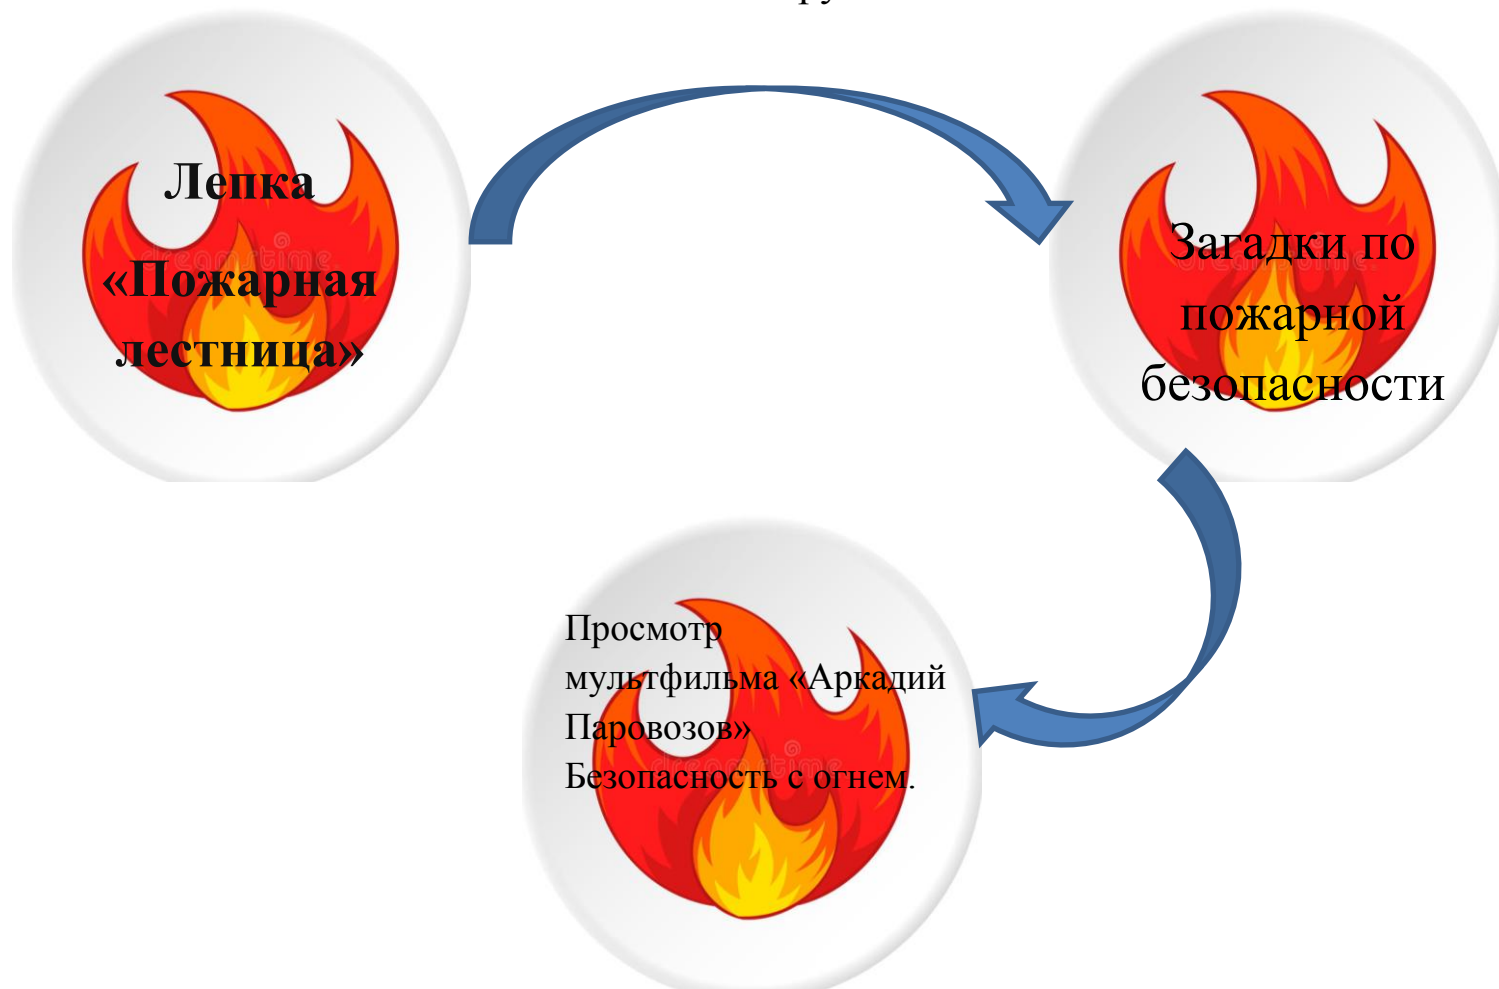 Лепка
«Пожарная
лестница»
Загадки по
пожарной
безопасности
Просмотр
мультфильма «Аркадий
Паровозов»
Безопасность с огнем.